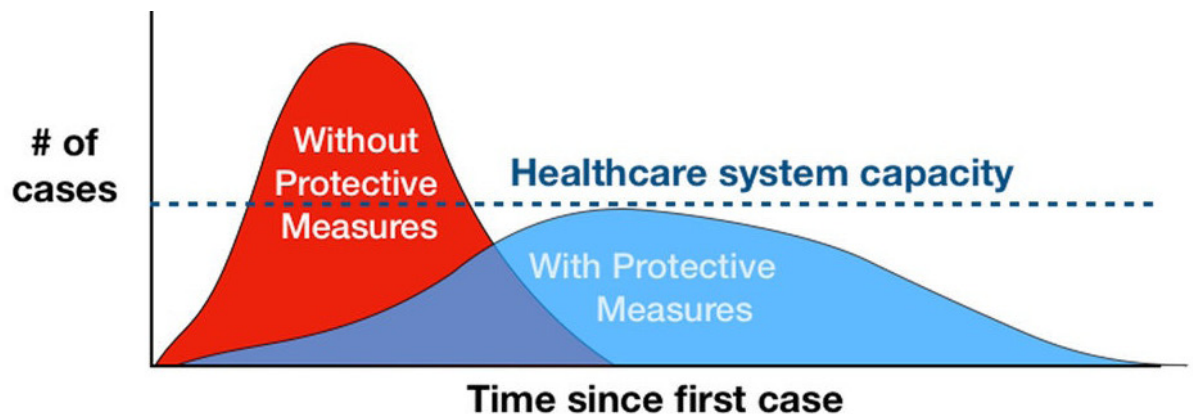 # of
cases
Without
Protective
Measures
Healthcare system capacity
With Protective
Measures
Time since first case